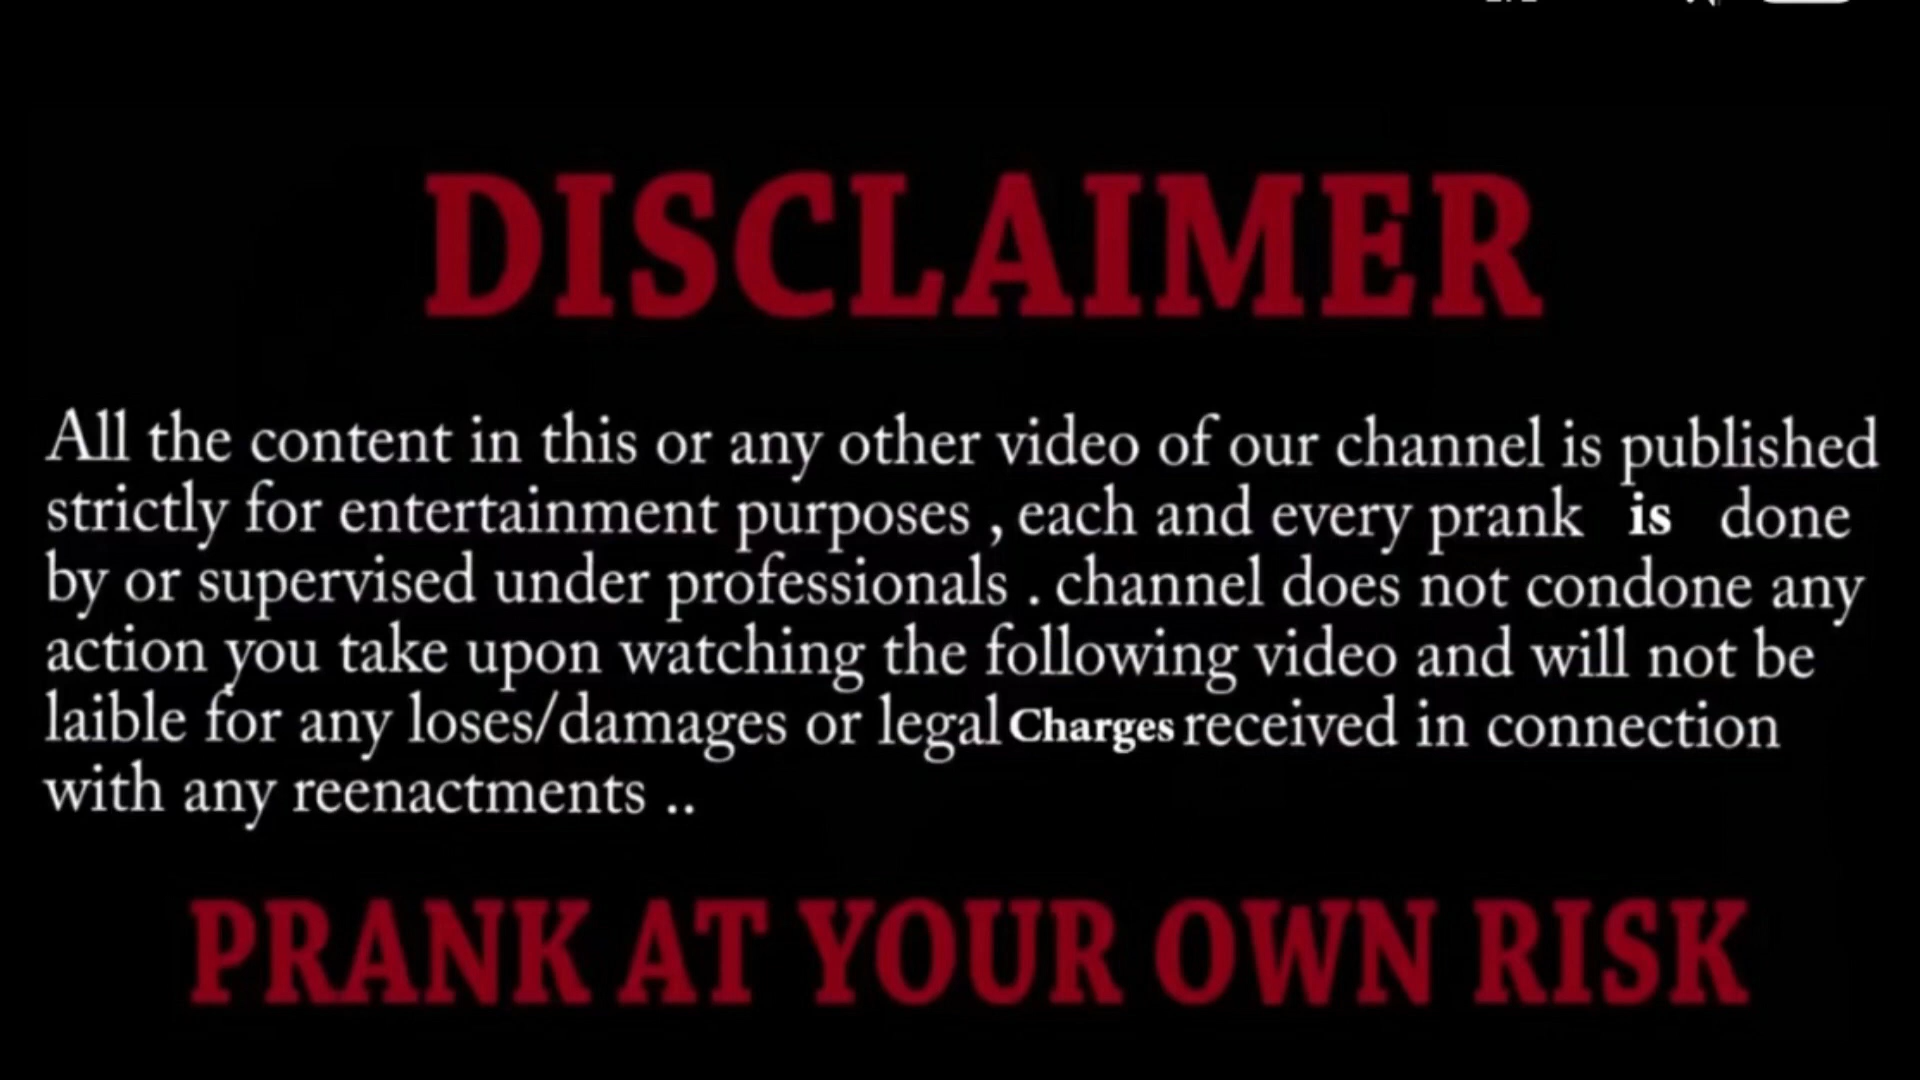 DISCLAIMER
All the content in this or any other video of our channel is published
strictly for entertainment purposes , each and every prank is done
by or supervised under professionals . channel does not condone any
action you take upon watching the following video and will not be
laible for any loses/damages or legal Charges received in connection
with any reenactments ..
PRANK AT YOUR OWN RISK